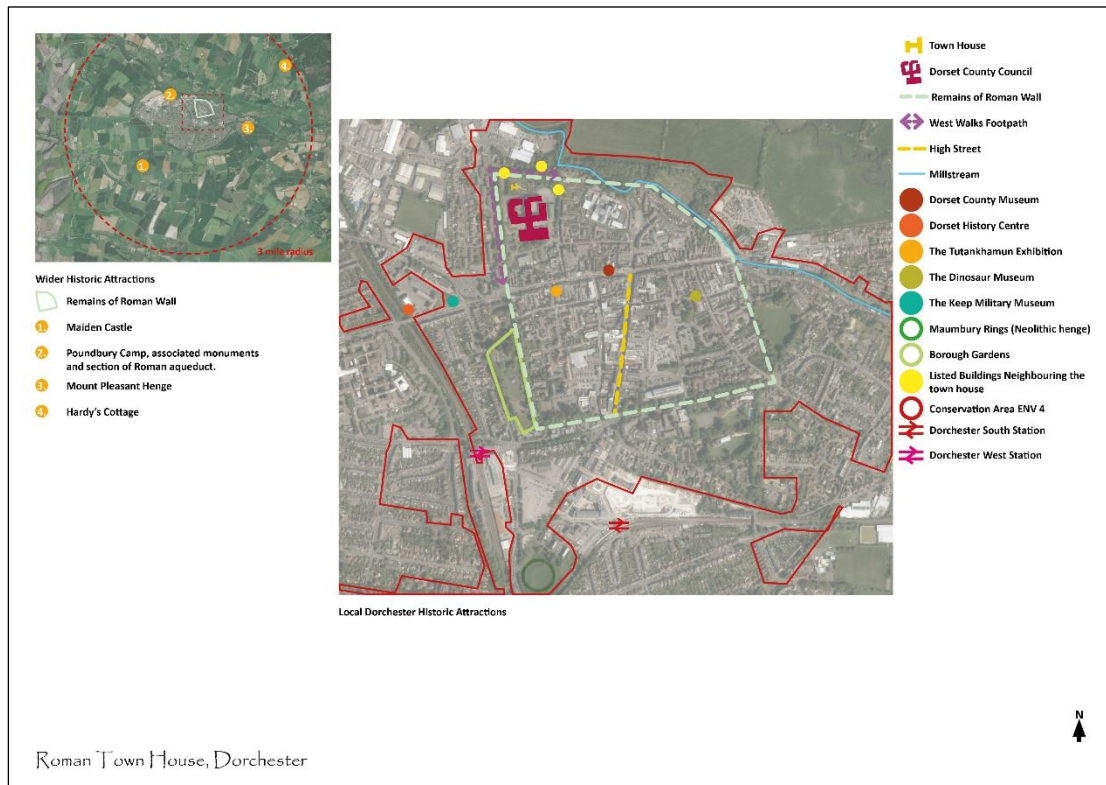 1.
2.
3.
4.
3 mile radius
Wider Historic Attractions
Remains of Roman Wall
1. Maiden Castle
2. Poundbury Camp, associated monuments
and section of Roman aqueduct.
3. Mount Pleasant Henge
4. Hardy's Cottage
Local Dorchester Historic Attractions
Town House
Dorset County Council
Remains of Roman Wall
West Walks Footpath
High Street
Millstream
Dorset County Museum
Dorset History Centre
The Tutankhamun Exhibition
The Dinosaur Museum
The Keep Military Museum
Maumbury Rings (Neolithic henge)
Borough Gardens
Listed Buildings Neighbouring the
town house
Conservation Area ENV 4
Dorchester South Station
Dorchester West Station
N
Roman Town House, Dorchester